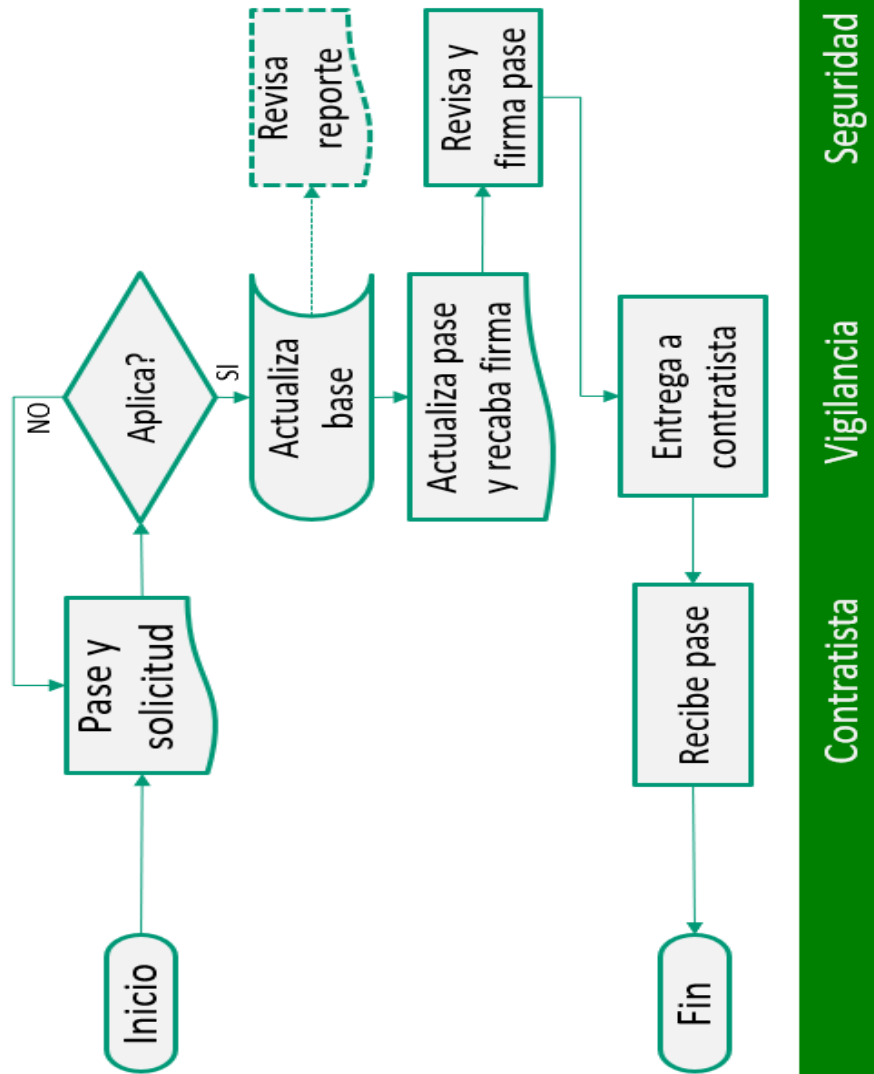 Inicio
Pase y
solicitud
Aplica?
NO
SI
Actualiza
base
Revisa
reporte
Actualiza pase
y recaba firma
Revisa y
firma pase
Entrega a
contratista
Recibe pase
Fin
Contratista
Vigilancia
Seguridad